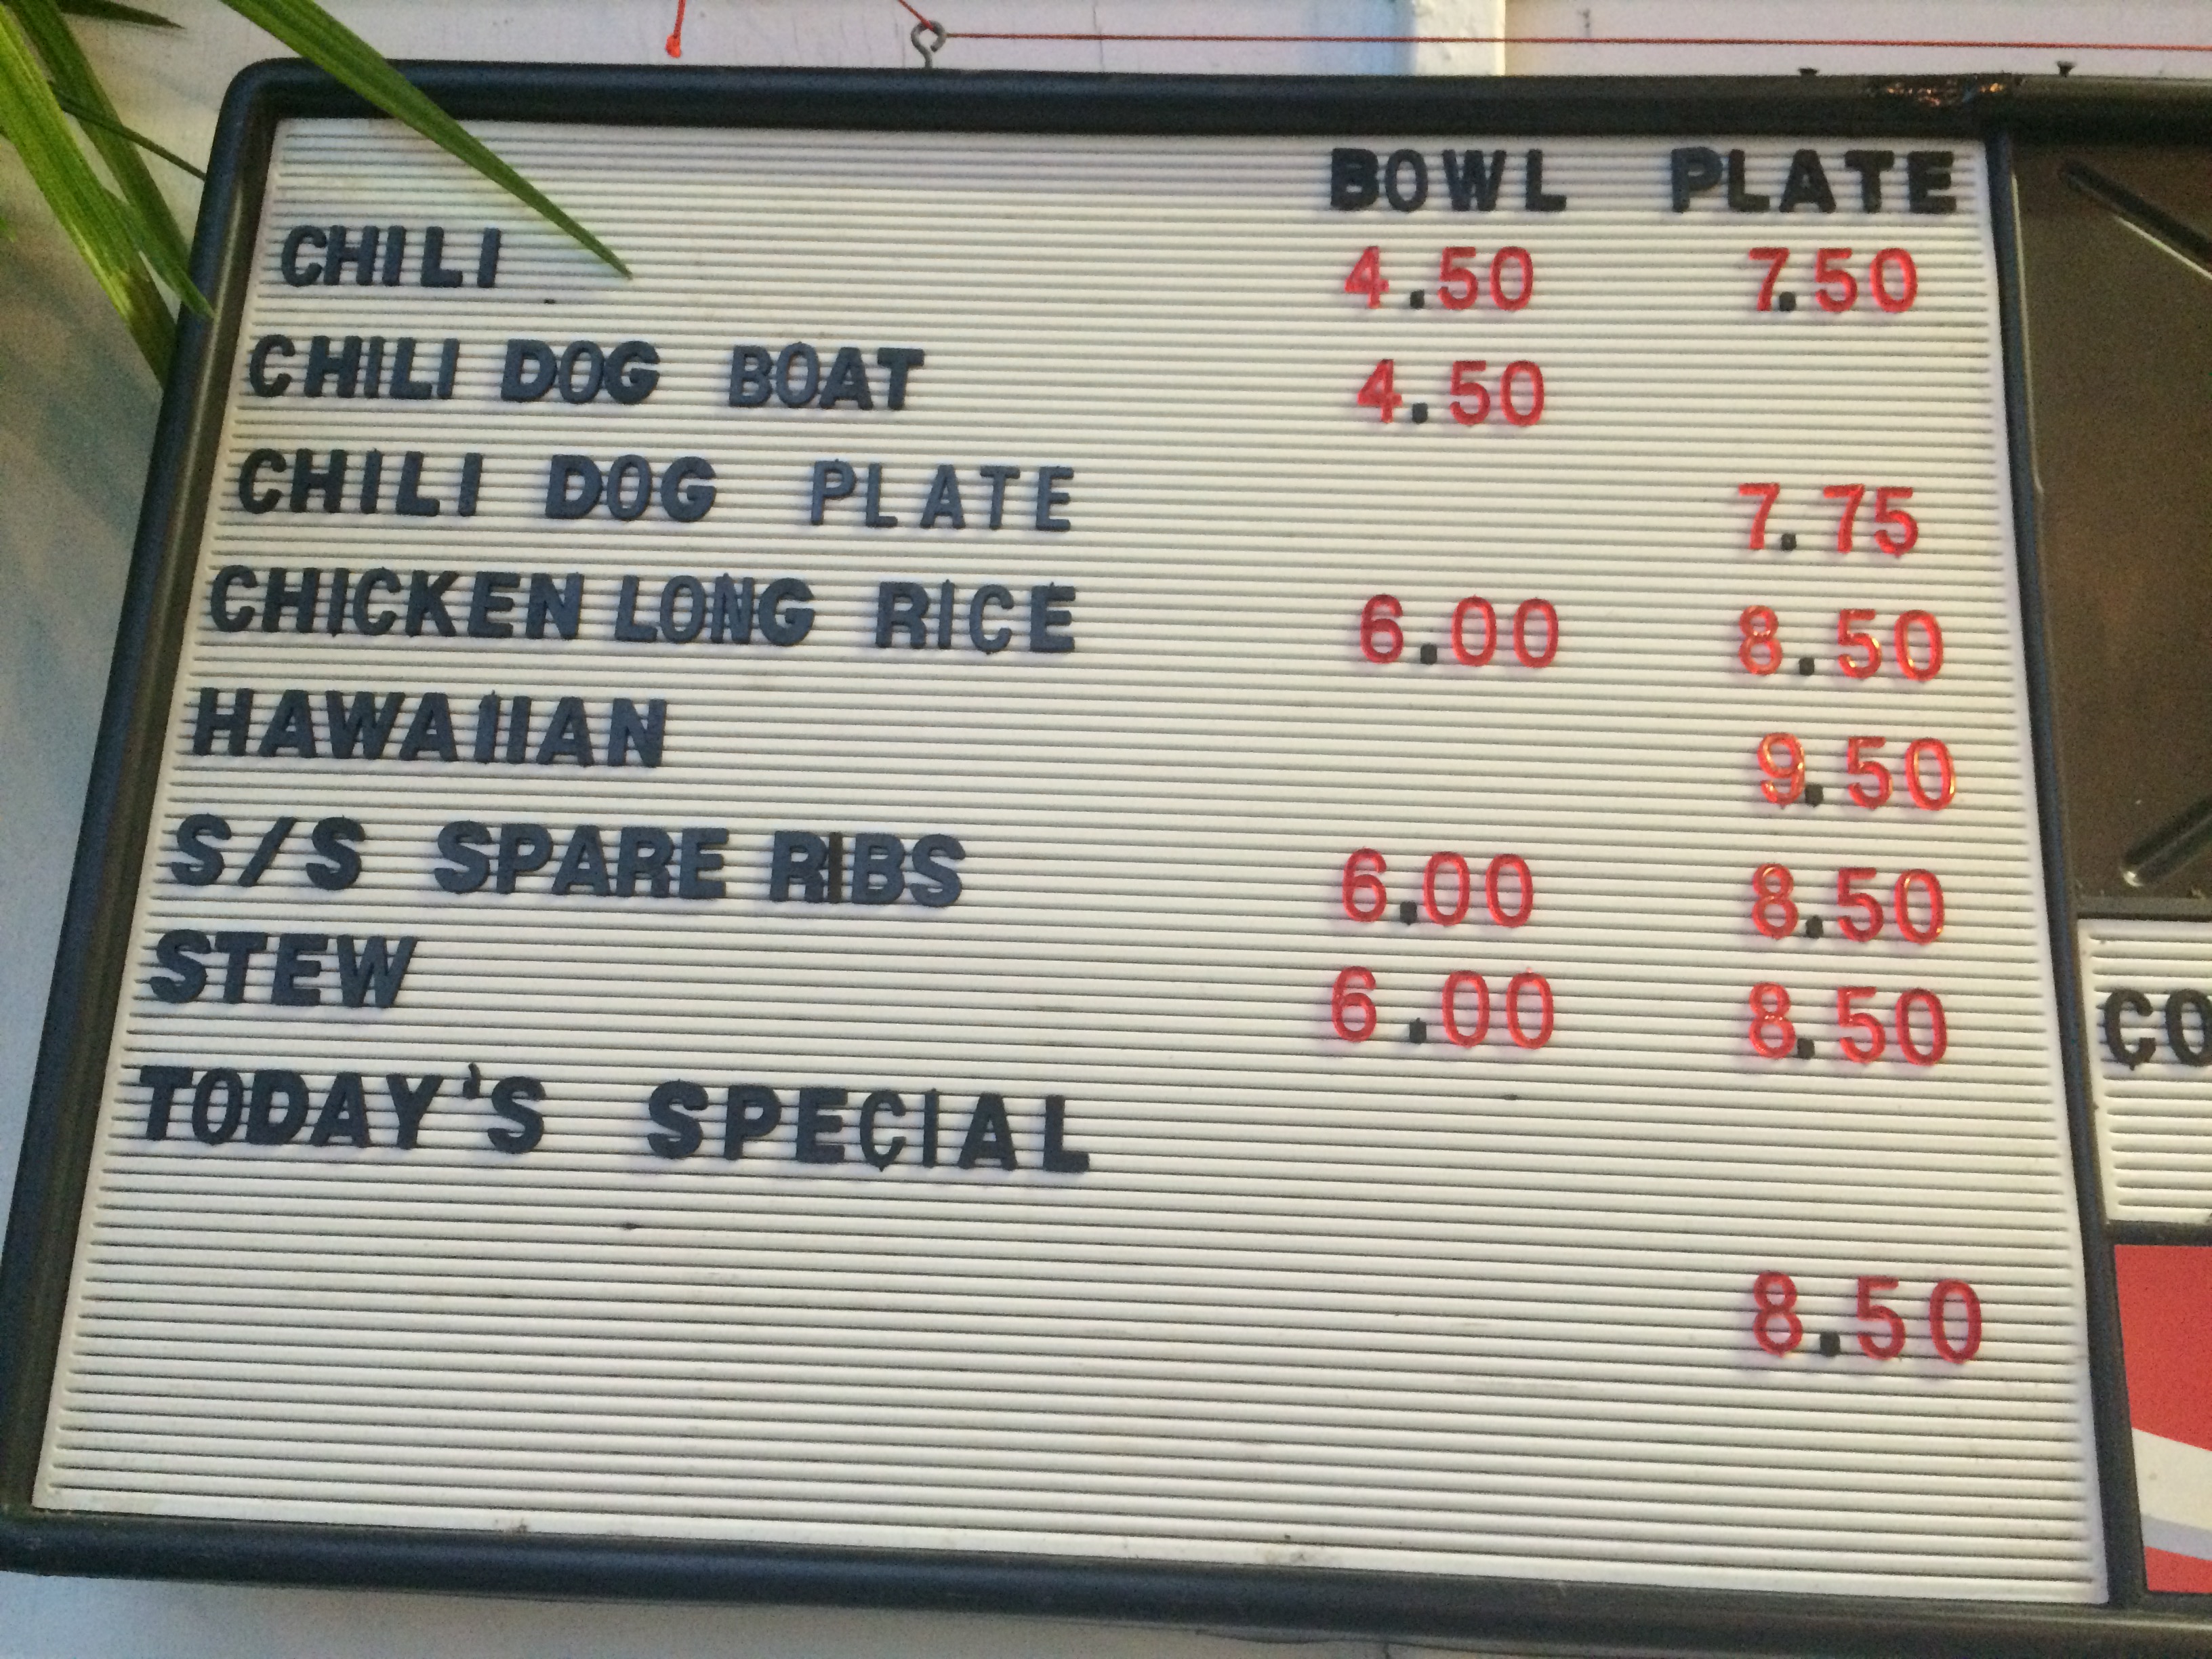 BOWL PLATE
CHILI 4.50 7.50
CHILI DOG BOAT 4.50
CHILI DOG PLATE 7.75
CHICKEN LONG RICE 6.00 8.50
HAWAIIAN 9.50
S/S SPARE RIBS 6.00 8.50
STEW 6.00 8.50
TODAY'S SPECIAL
8.50